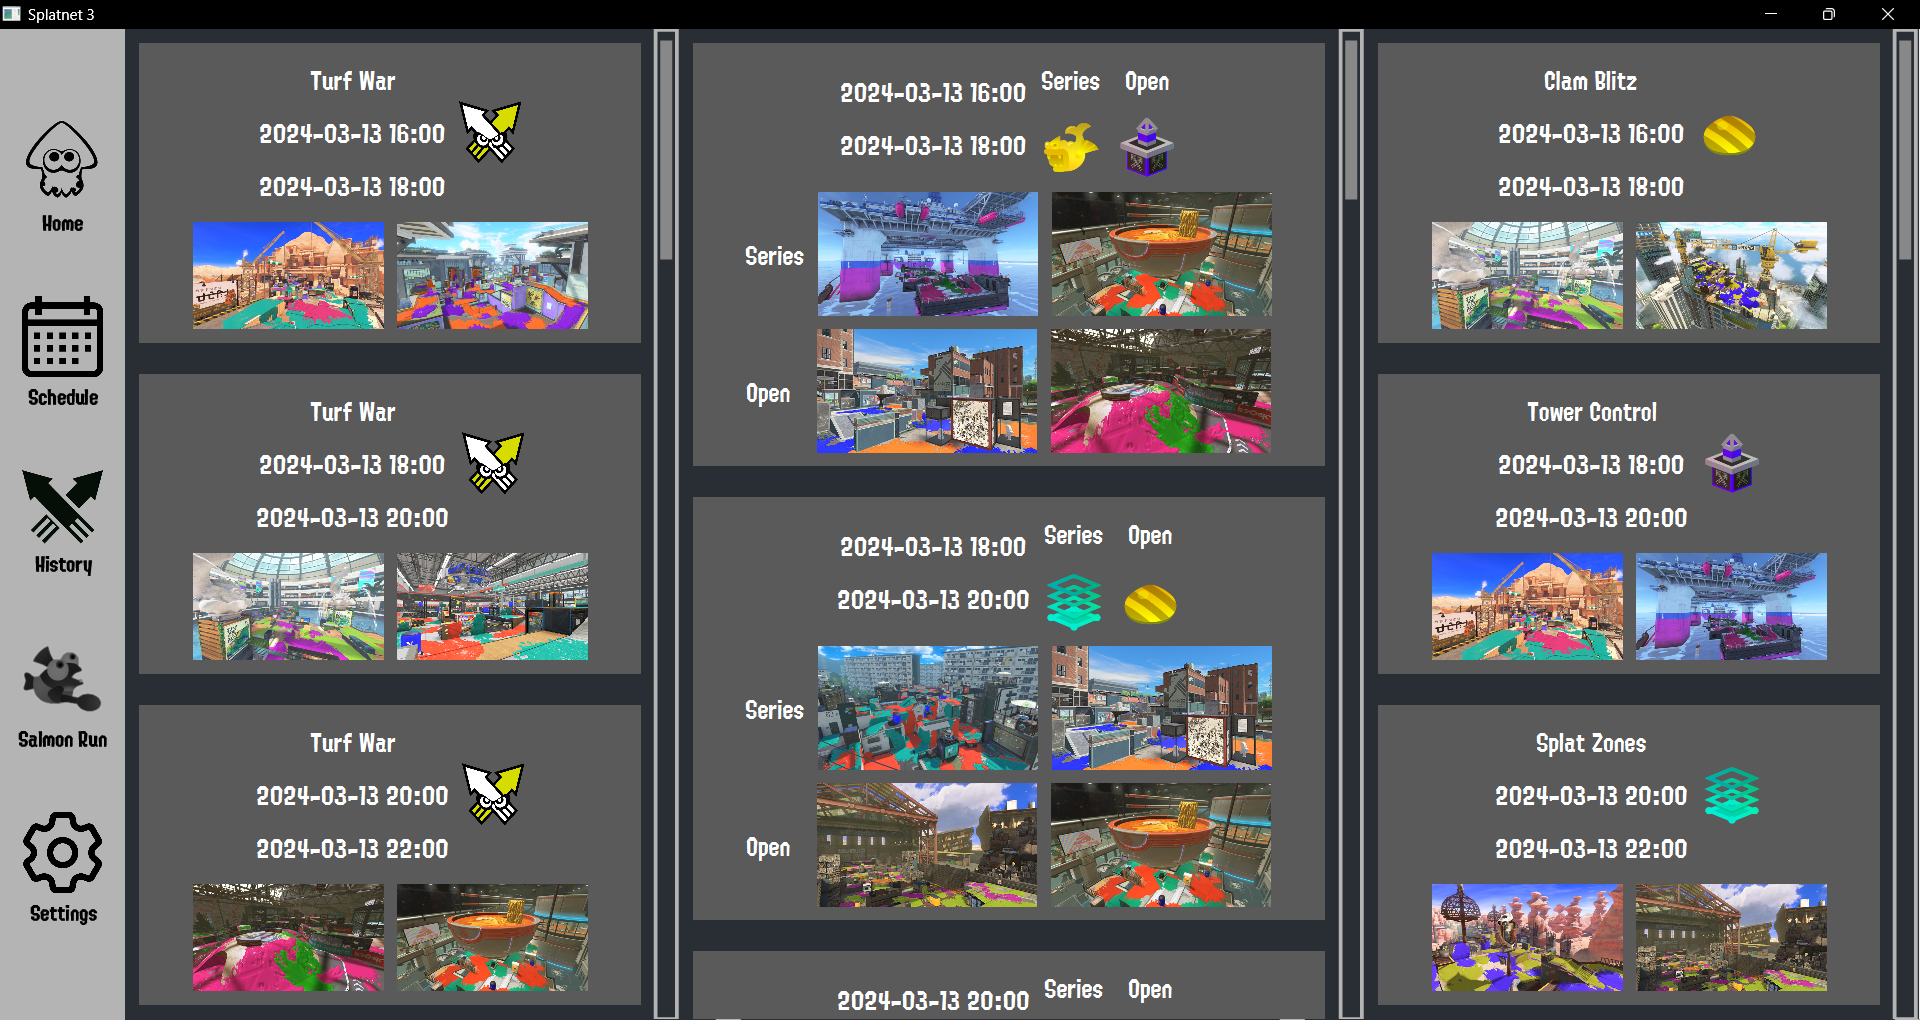 Splatnet 3
Home
Schedule
History
Salmon Run
Settings
Turf War
2024-03-13 16:00
2024-03-13 18:00
Turf War
2024-03-13 18:00
2024-03-13 20:00
Turf War
2024-03-13 20:00
2024-03-13 22:00
Series Open
2024-03-13 16:00
2024-03-13 18:00
Series
Open
Series Open
2024-03-13 18:00
2024-03-13 20:00
Series
Open
Series Open
2024-03-13 20:00
Clam Blitz
2024-03-13 16:00
2024-03-13 18:00
Tower Control
2024-03-13 18:00
2024-03-13 20:00
Splat Zones
2024-03-13 20:00
2024-03-13 22:00